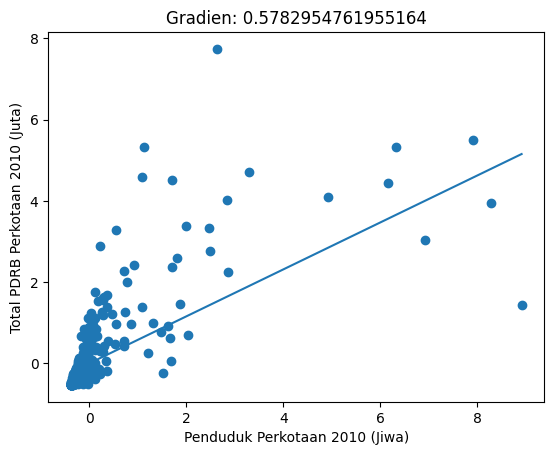 Gradien: 0.5782954761955164
8
6
4
2
0
Total PDRB Perkotaan 2010 (Juta)
0 2 4 6 8
Penduduk Perkotaan 2010 (Jiwa)